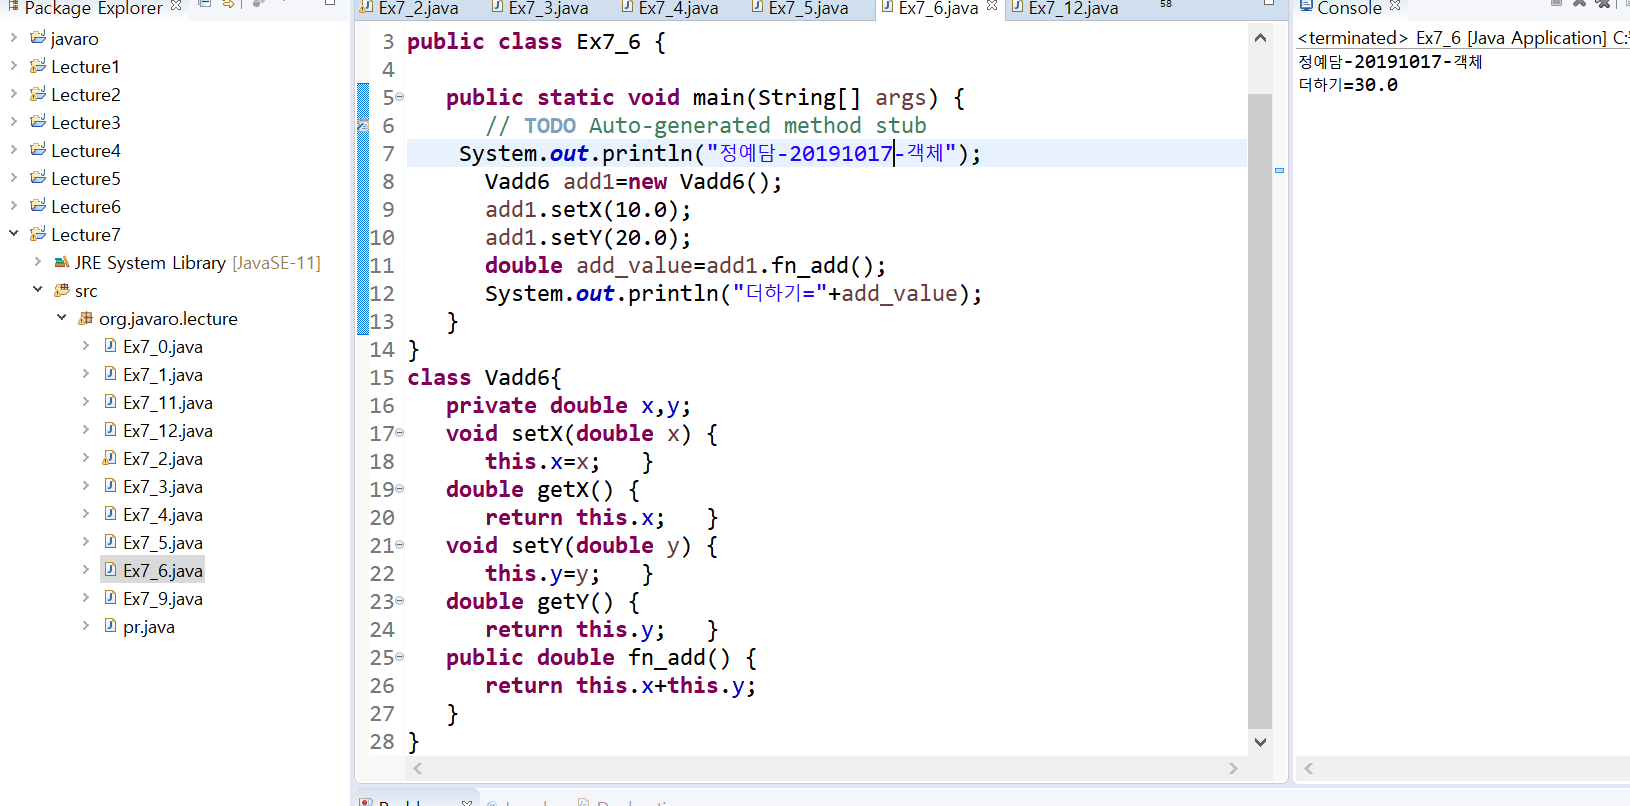 Package Explorer
javaro
Lecture1
Lecture2
Lecture3
Lecture4
Lecture5
Lecture6
Lecture7
JRE System Library [JavaSE-11]
src
org.javaro.lecture
Ex7_0.java
Ex7_1.java
Ex7_11.java
Ex7_12.java
Ex7_2.java
Ex7_3.java
Ex7_4.java
Ex7_5.java
Ex7_6.java
Ex7_9.java
pr.java
Ex7_2.java Ex7_3.java Ex7_4.java Ex7_5.java Ex7_6.java Ex7_12.java 58
3 public class Ex7_6 {
4
5 public static void main(String[] args) {
6 // TODO Auto-generated method stub
7 System.out.println("정예담-20191017-객체");
8 Vadd6 add1=new Vadd6();
9 add1.setX(10.0);
10 add1.setY(20.0);
11 double add_value=add1.fn_add();
12 System.out.println("더하기="+add_value);
13 }
14 }
15 class Vadd6{
16 private double x,y;
17 void setX(double x) {
18 this.x=x; }
19 double getX() {
20 return this.x; }
21 void setY(double y) {
22 this.y=y; }
23 double getY() {
24 return this.y; }
25 public double fn_add() {
26 return this.x+this.y;
27 }
28 }
Console
<terminated> Ex7_6 [Java Application] C:
정예담-20191017-객체
더하기=30.0